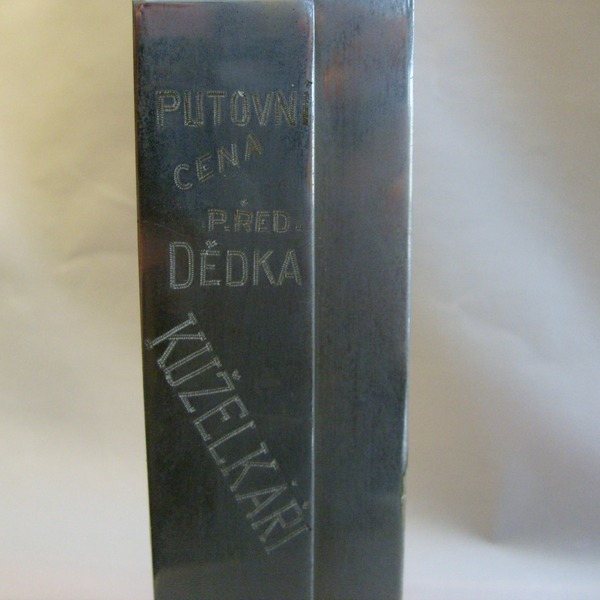 PUTOVNÍ
CENA
P.ŘED.
DĚDKA
KUŽELKÁŘI